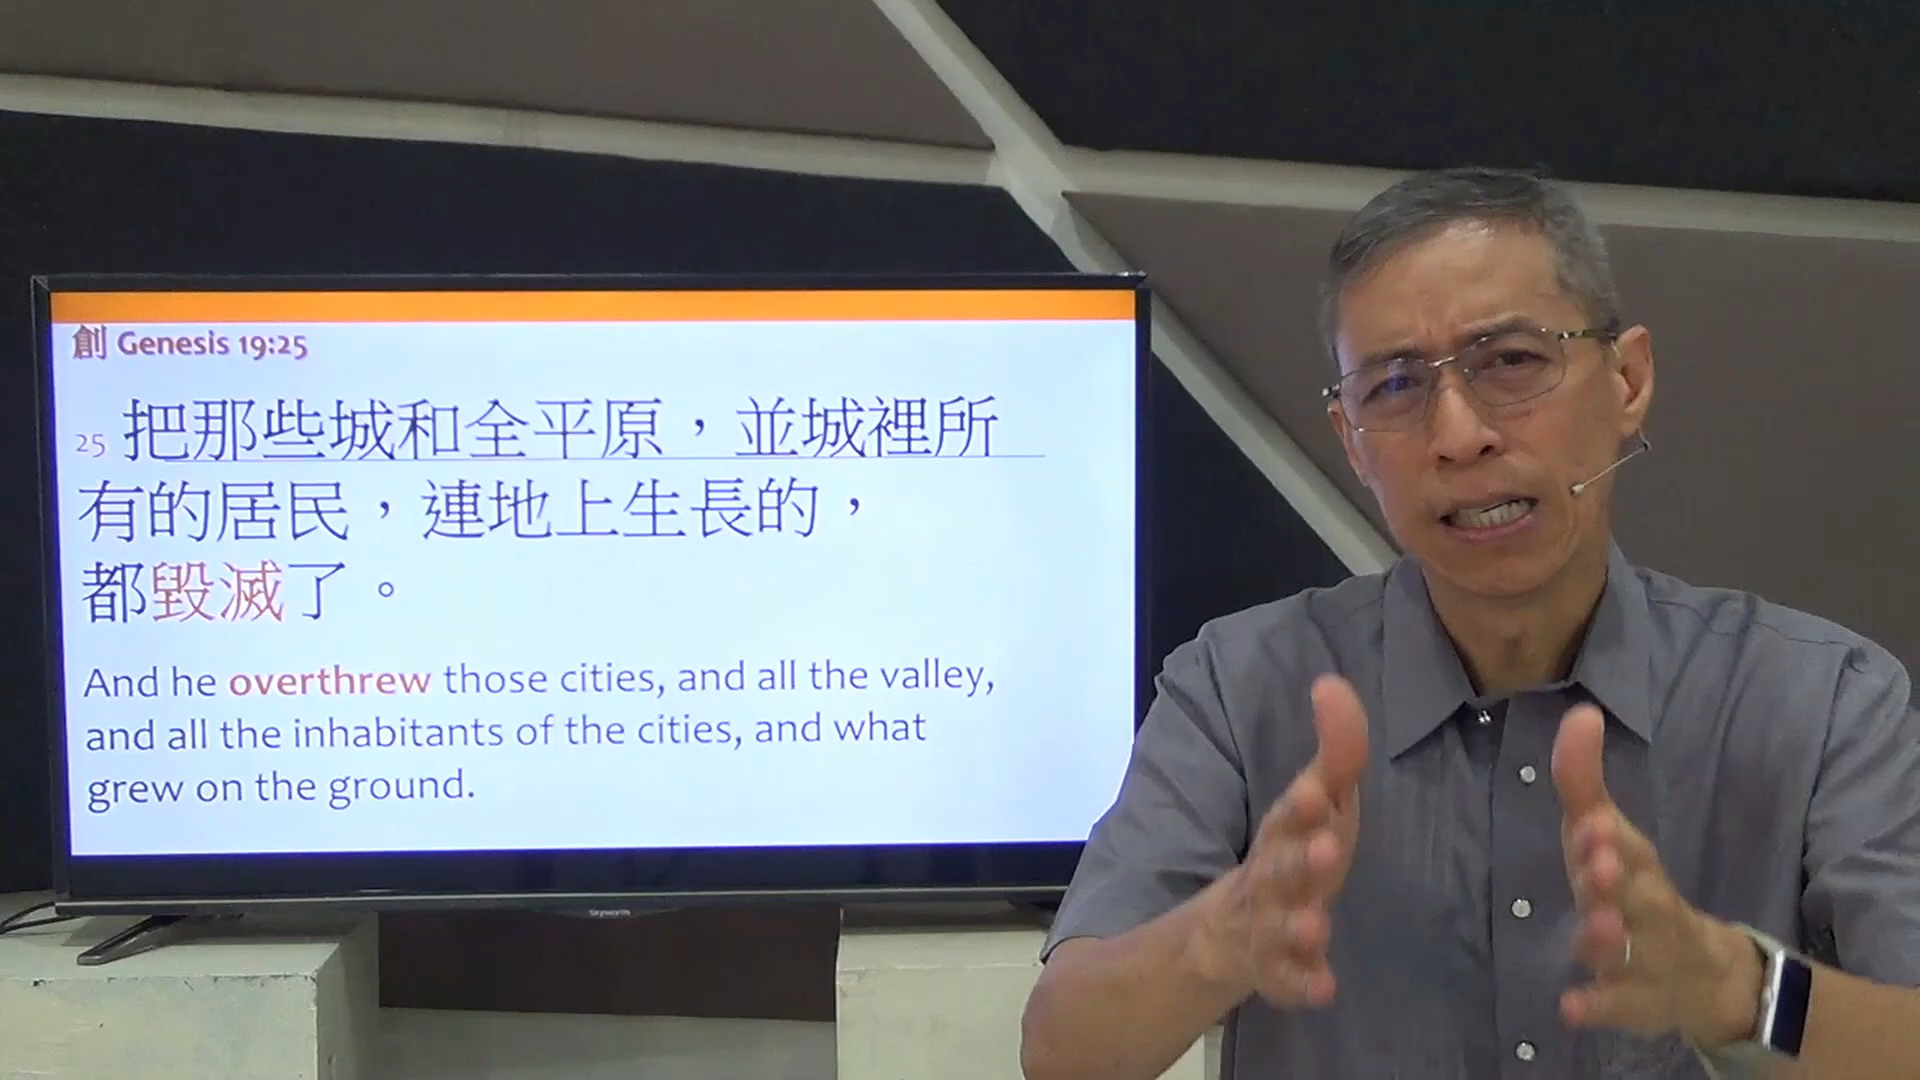 創 Genesis 19:25
25 把那些城和全平原，並城裡所
有的居民，連地上生長的，
都毀滅了。
And he overthrew those cities, and all the valley,
and all the inhabitants of the cities, and what
grew on the ground.
Skyworth